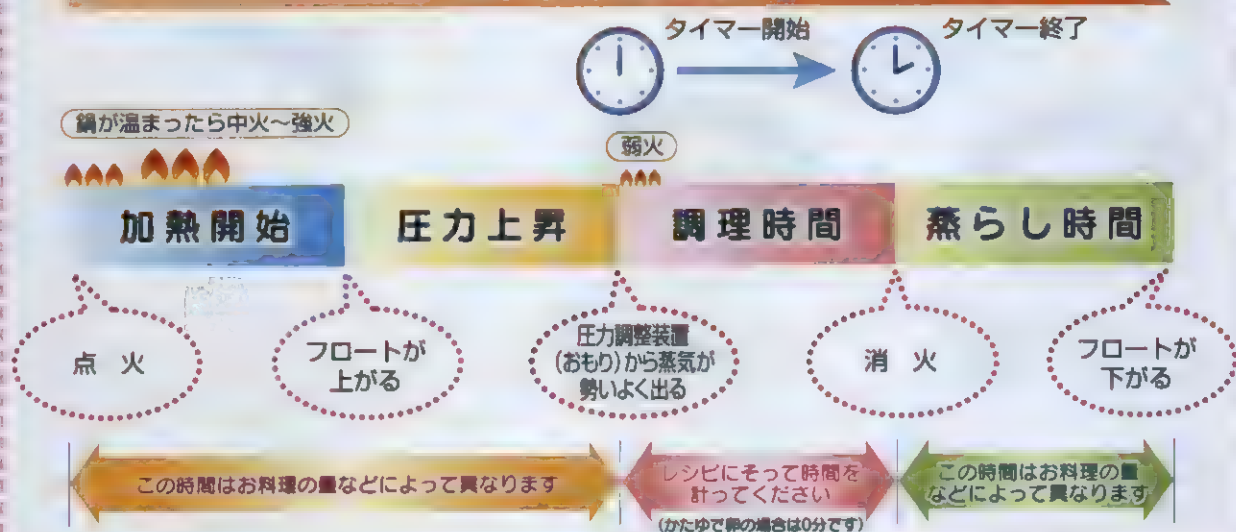 タイマー開始
タイマー終了
鍋が温まったら中火～強火
弱火
加熱開始
圧力上昇
調理時間
蒸らし時間
点火
フロートが
上がる
圧力調整装置
(おもり)から蒸気が
勢いよく出る
消火
フロートが
下がる
この時間はお料理の量などによって異なります
レシピにそって時間を
計ってください
(かたゆで卵の場合は0分です)
この時間はお料理の量
などによって異なります